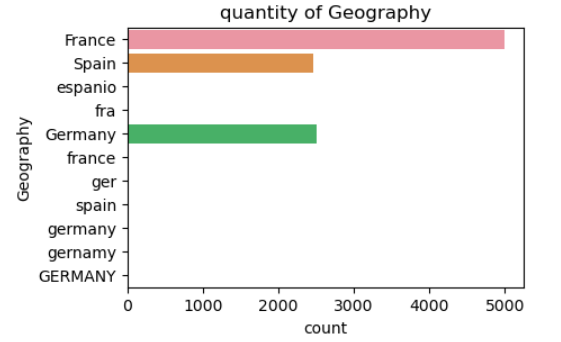 quantity of Geography
France
Spain
espanio
fra
Germany
france
ger
spain
germany
gernamy
GERMANY
Geography
0 1000 2000 3000 4000 5000
count